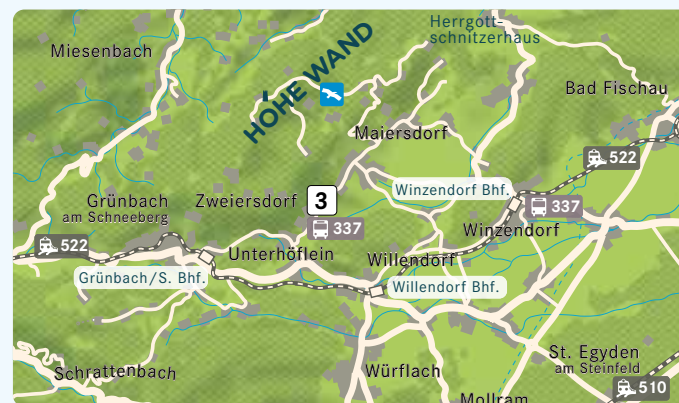 Herrgott-
schnitzerhaus
Miesenbach
HOHE WAND
Bad Fischau
Maiersdorf
522
Winzendorf Bhf.
Grünbach
am Schneeberg
Zweiersdorf
3
337
337
Winzendorf
522
Unterhöflein
Willendorf
Grünbach/S. Bhf.
Willendorf Bhf.
St. Egyden
am Steinfeld
Schrattenbach
Würflach
510
Mollram